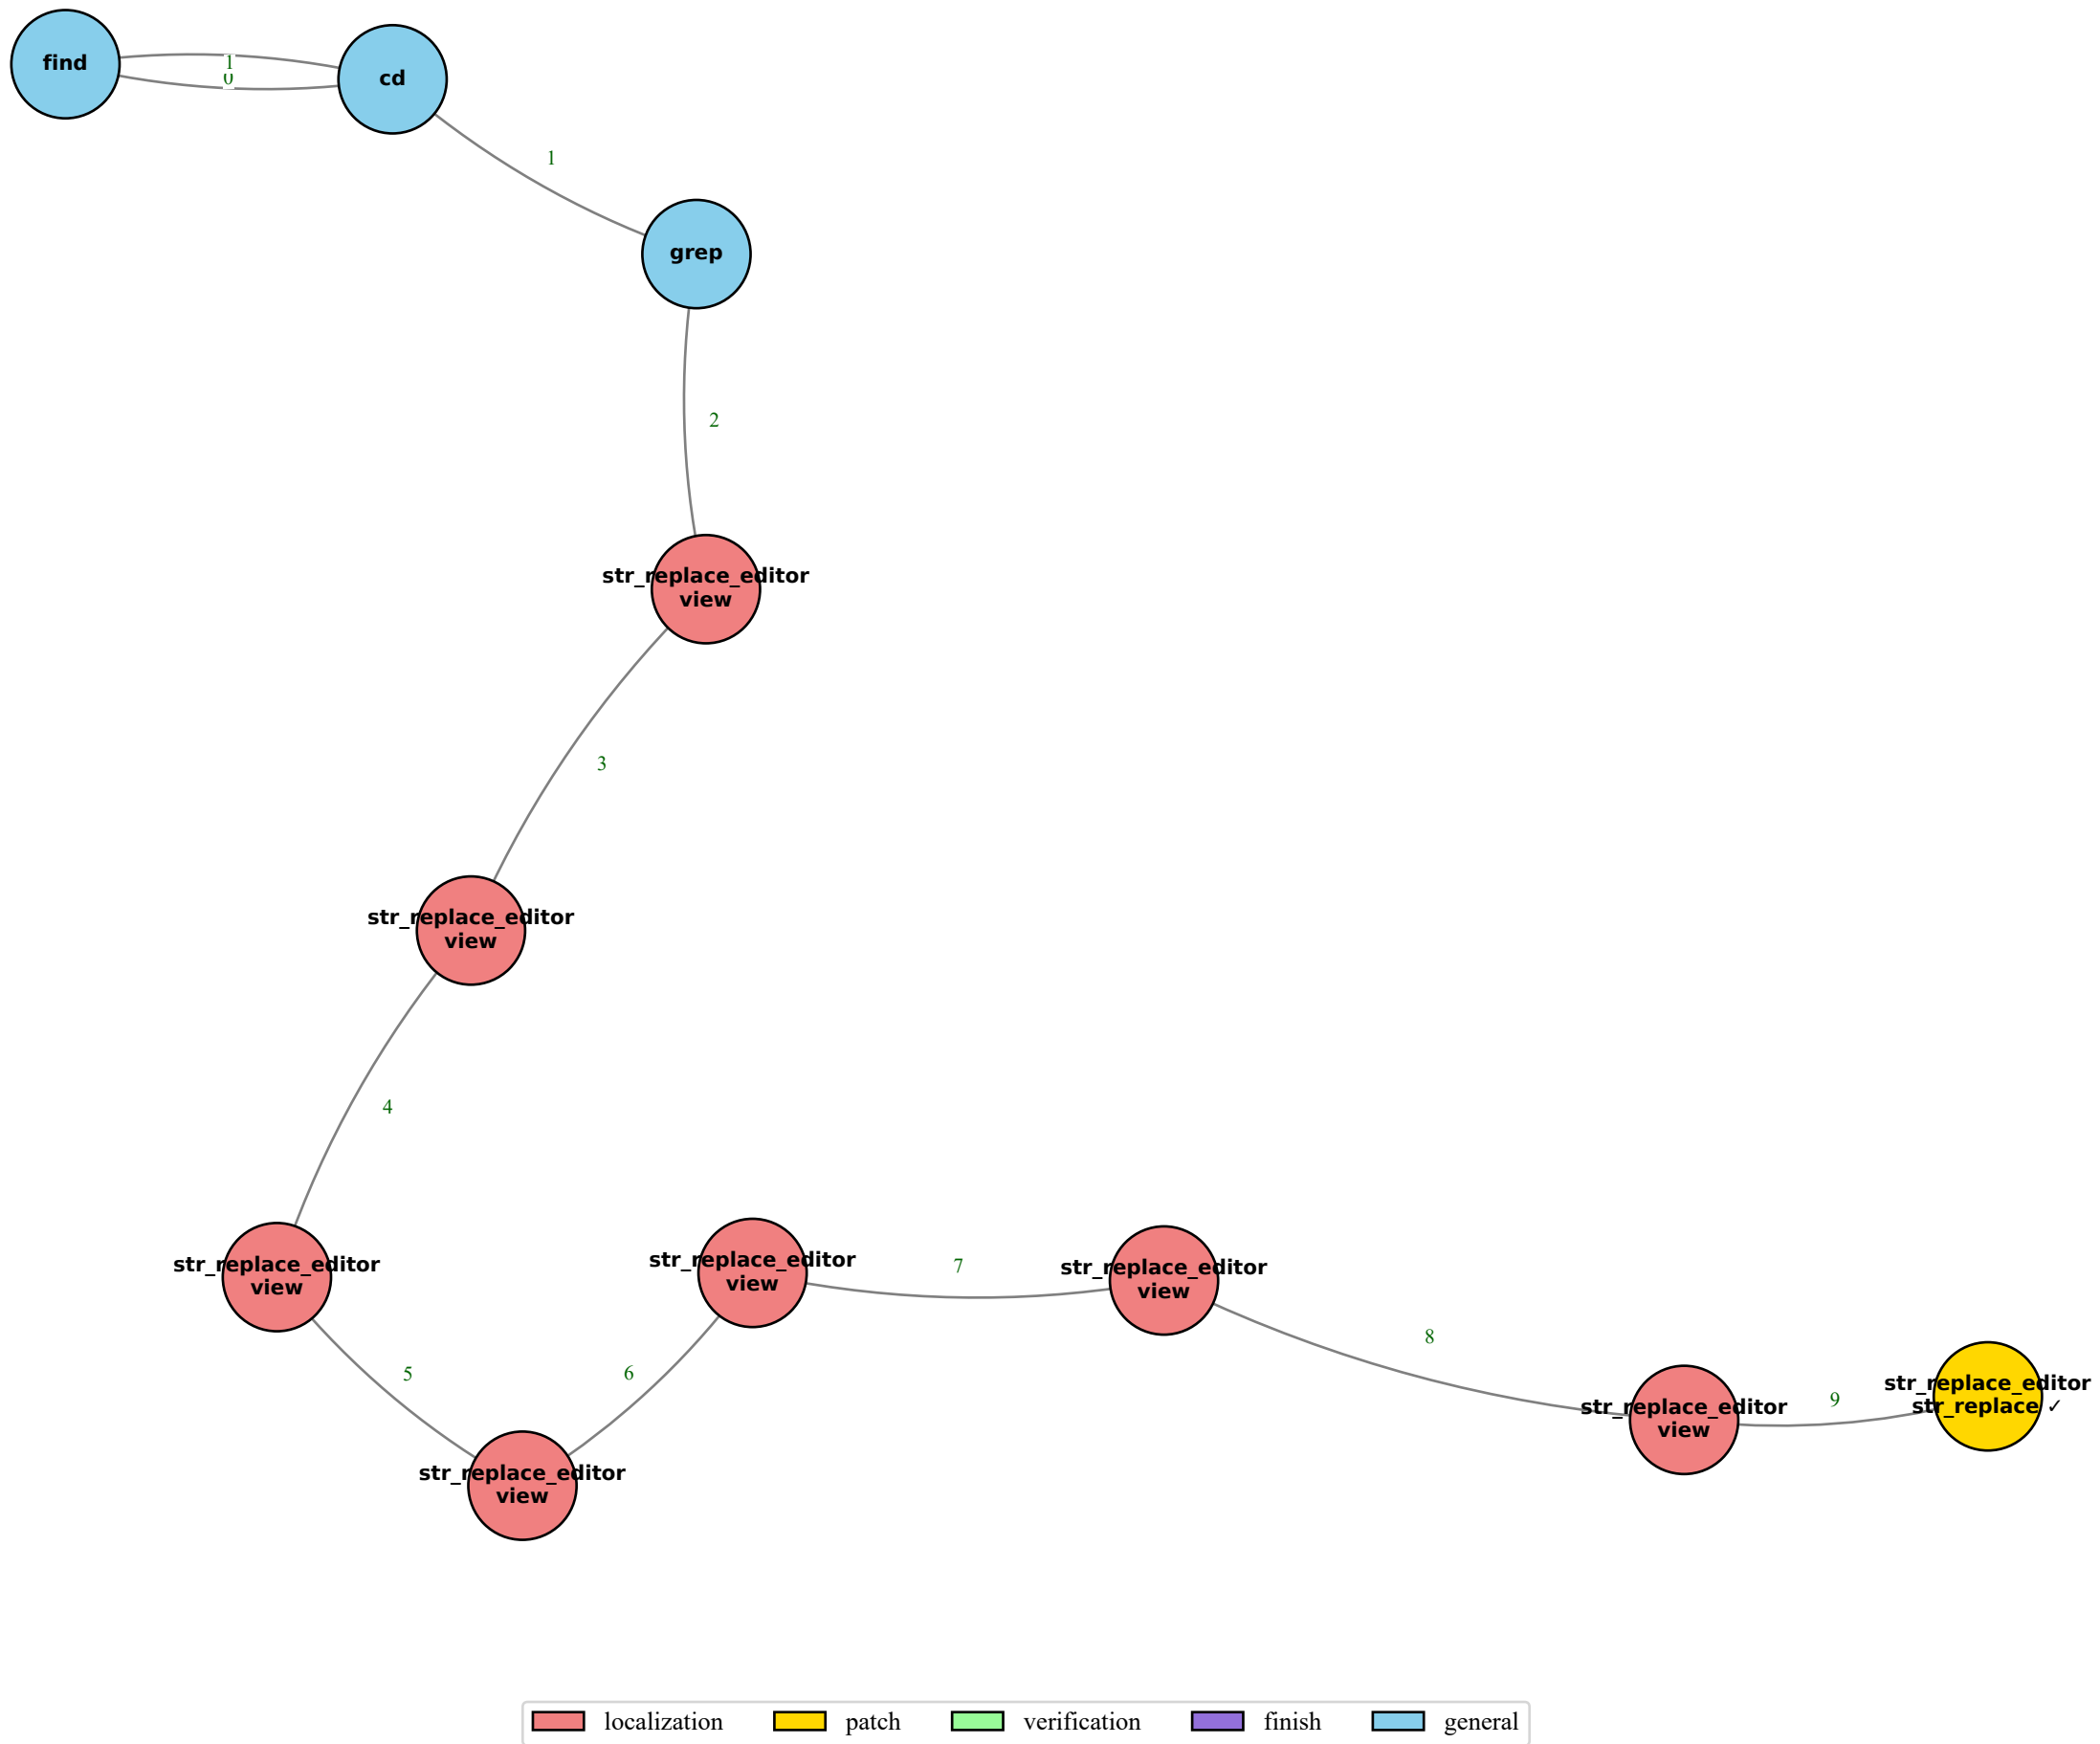 find
1
0
cd
1
grep
2
str_replace_editor
view
3
str_replace_editor
view
4
str_replace_editor
view
5
str_replace_editor
view
6
str_replace_editor
view
7
str_replace_editor
view
8
str_replace_editor
view
9
str_replace_editor
str_replace ✓
localization
patch
verification
finish
general